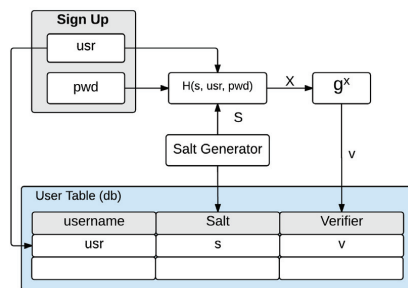 Sign Up
usr
pwd
H(s, usr, pwd)
X
g^x
S
Salt Generator
v
User Table (db)
username Salt Verifier
usr s v